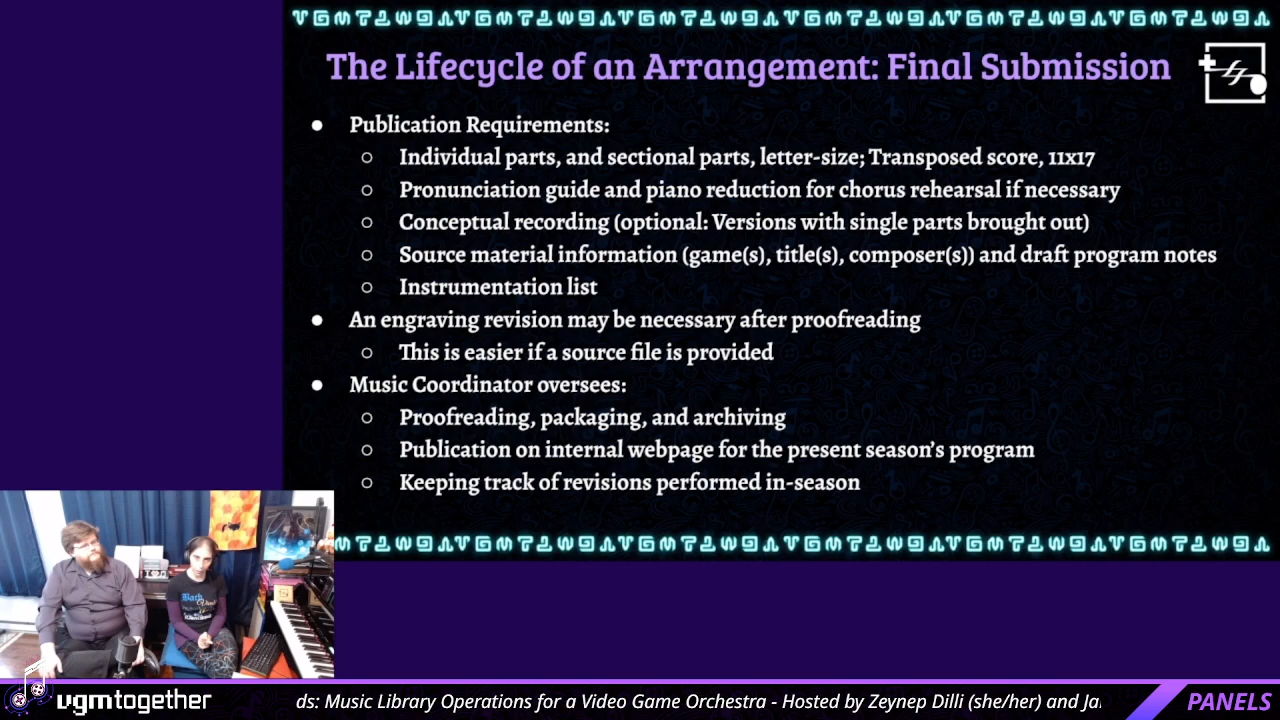 The Lifecycle of an Arrangement: Final Submission
● Publication Requirements:
○ Individual parts, and sectional parts, letter-size; Transposed score, 11x17
○ Pronunciation guide and piano reduction for chorus rehearsal if necessary
○ Conceptual recording (optional: Versions with single parts brought out)
○ Source material information (game(s), title(s), composer(s)) and draft program notes
○ Instrumentation list
● An engraving revision may be necessary after proofreading
○ This is easier if a source file is provided
● Music Coordinator oversees:
○ Proofreading, packaging, and archiving
○ Publication on internal webpage for the present season's program
○ Keeping track of revisions performed in-season
vgmtogether
ds: Music Library Operations for a Video Game Orchestra - Hosted by Zeynep Dilli (she/her) and Ja
PANELS